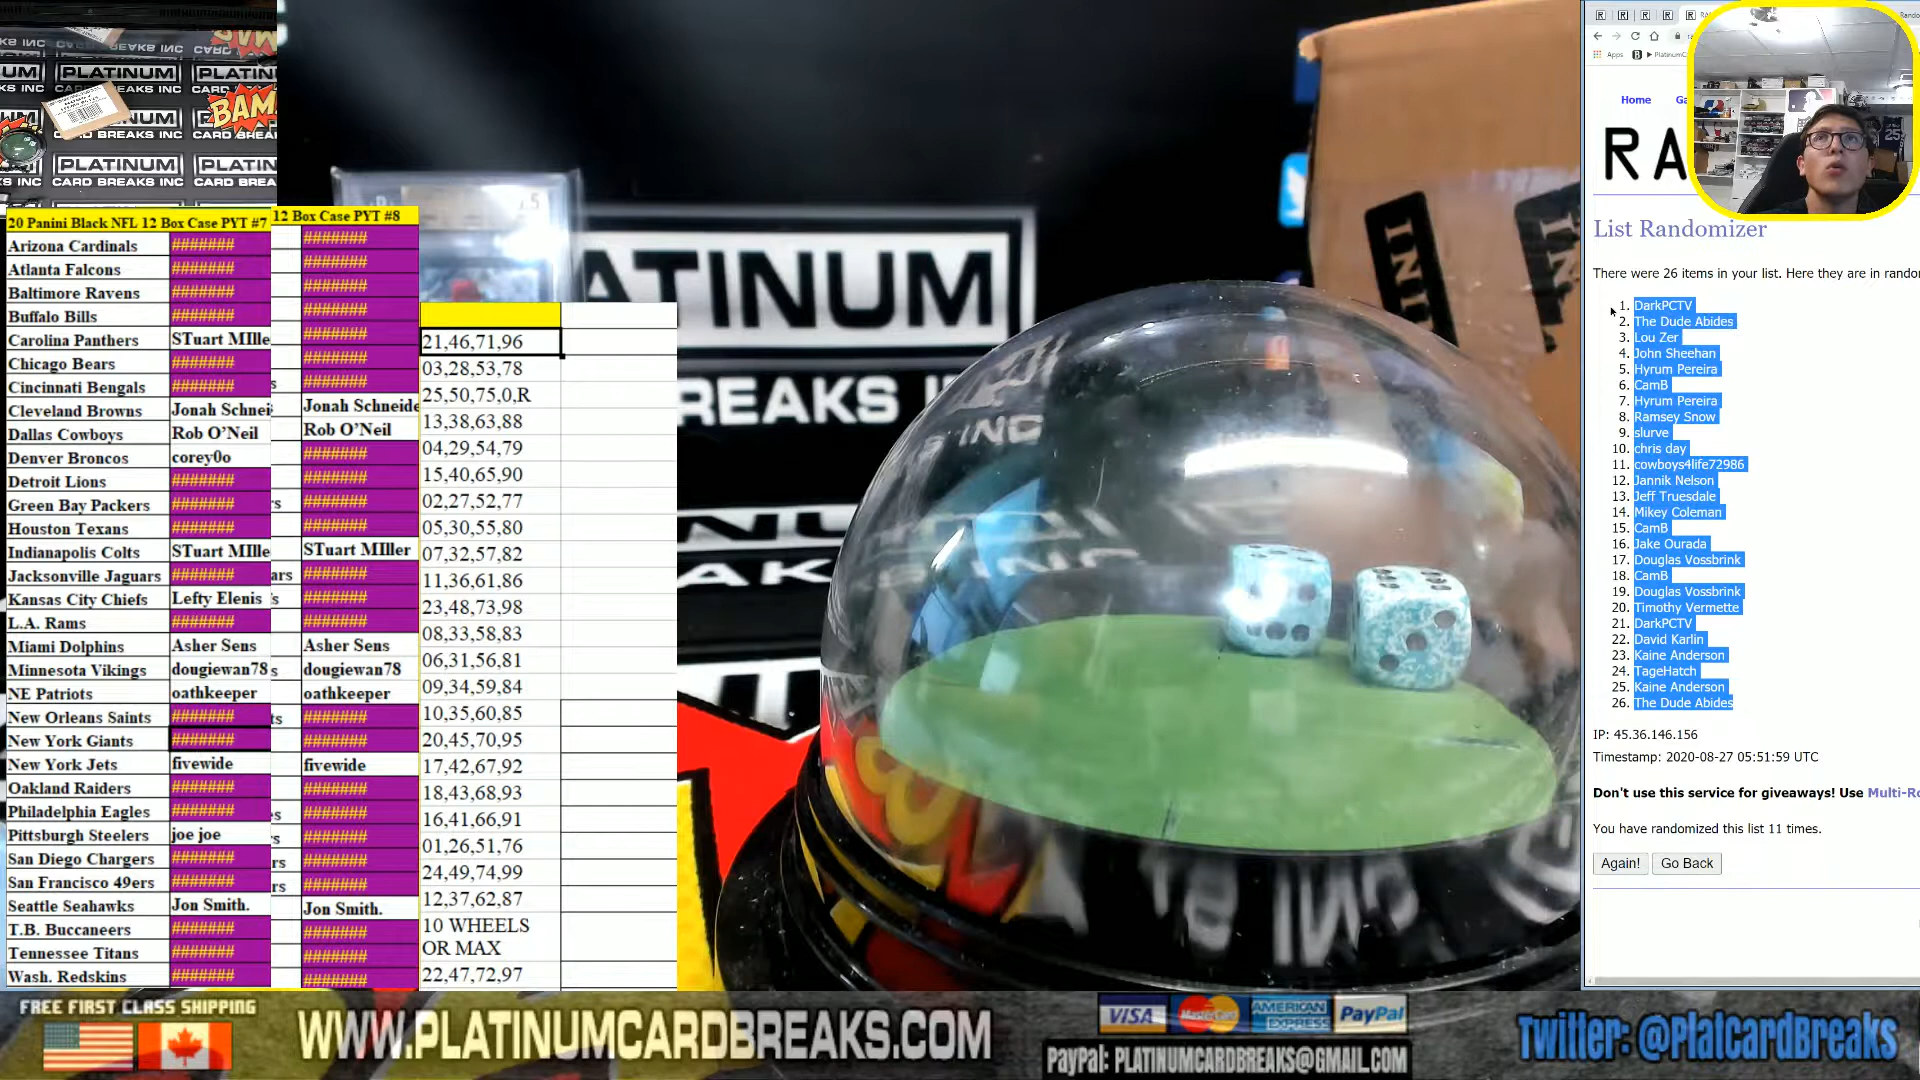 PLATINUM
CARD BREAKS INC
BAM
20 Panini Black NFL 12 Box Case PYT #7
Arizona Cardinals #######
Atlanta Falcons #######
Baltimore Ravens #######
Buffalo Bills #######
Carolina Panthers STuart MIlle
Chicago Bears #######
Cincinnati Bengals #######
Cleveland Browns Jonah Schnei
Dallas Cowboys Rob O'Neil
Denver Broncos corey0o
Detroit Lions #######
Green Bay Packers #######
Houston Texans #######
Indianapolis Colts STuart MIlle
Jacksonville Jaguars #######
Kansas City Chiefs Lefty Elenis
L.A. Rams #######
Miami Dolphins Asher Sens
Minnesota Vikings dougiewan78
NE Patriots oathkeeper
New Orleans Saints #######
New York Giants #######
New York Jets fivewide
Oakland Raiders #######
Philadelphia Eagles #######
Pittsburgh Steelers joe joe
San Diego Chargers #######
San Francisco 49ers #######
Seattle Seahawks Jon Smith.
T.B. Buccaneers #######
Tennessee Titans #######
Wash. Redskins #######
12 Box Case PYT #8
#######
#######
#######
#######
#######
#######
#######
Jonah Schneide
Rob O'Neil
#######
#######
#######
#######
STuart MIller
#######
#######
#######
Asher Sens
dougiewan78
oathkeeper
#######
#######
fivewide
#######
#######
#######
#######
#######
Jon Smith.
#######
#######
#######
21,46,71,96
03,28,53,78
25,50,75,0,R
13,38,63,88
04,29,54,79
15,40,65,90
02,27,52,77
05,30,55,80
07,32,57,82
11,36,61,86
23,48,73,98
08,33,58,83
06,31,56,81
09,34,59,84
10,35,60,85
20,45,70,95
17,42,67,92
18,43,68,93
16,41,66,91
01,26,51,76
24,49,74,99
12,37,62,87
10 WHEELS
OR MAX
22,47,72,97
ATINUM
REAKS I
Apps
Home Ga
RA
List Randomizer
There were 26 items in your list. Here they are in rando
1. DarkPCTV
2. The Dude Abides
3. Lou Zer
4. John Sheehan
5. Hyrum Pereira
6. CamB
7. Hyrum Pereira
8. Ramsey Snow
9. slurve
10. chris day
11. cowboys4life72986
12. Jannik Nelson
13. Jeff Truesdale
14. Mikey Coleman
15. CamB
16. Jake Ourada
17. Douglas Vossbrink
18. CamB
19. Douglas Vossbrink
20. Timothy Vermette
21. DarkPCTV
22. David Karlin
23. Kaine Anderson
24. TageHatch
25. Kaine Anderson
26. The Dude Abides
IP: 45.36.146.156
Timestamp: 2020-08-27 05:51:59 UTC
Don't use this service for giveaways! Use Multi-Ro
You have randomized this list 11 times.
Again! Go Back
FREE FIRST CLASS SHIPPING
WWW.PLATINUMCARDBREAKS.COM
VISA MasterCard AMERICAN EXPRESS PayPal
PayPal: PLATINUMCARDBREAKS@GMAIL.COM
Twitter: @PlatCardBreaks